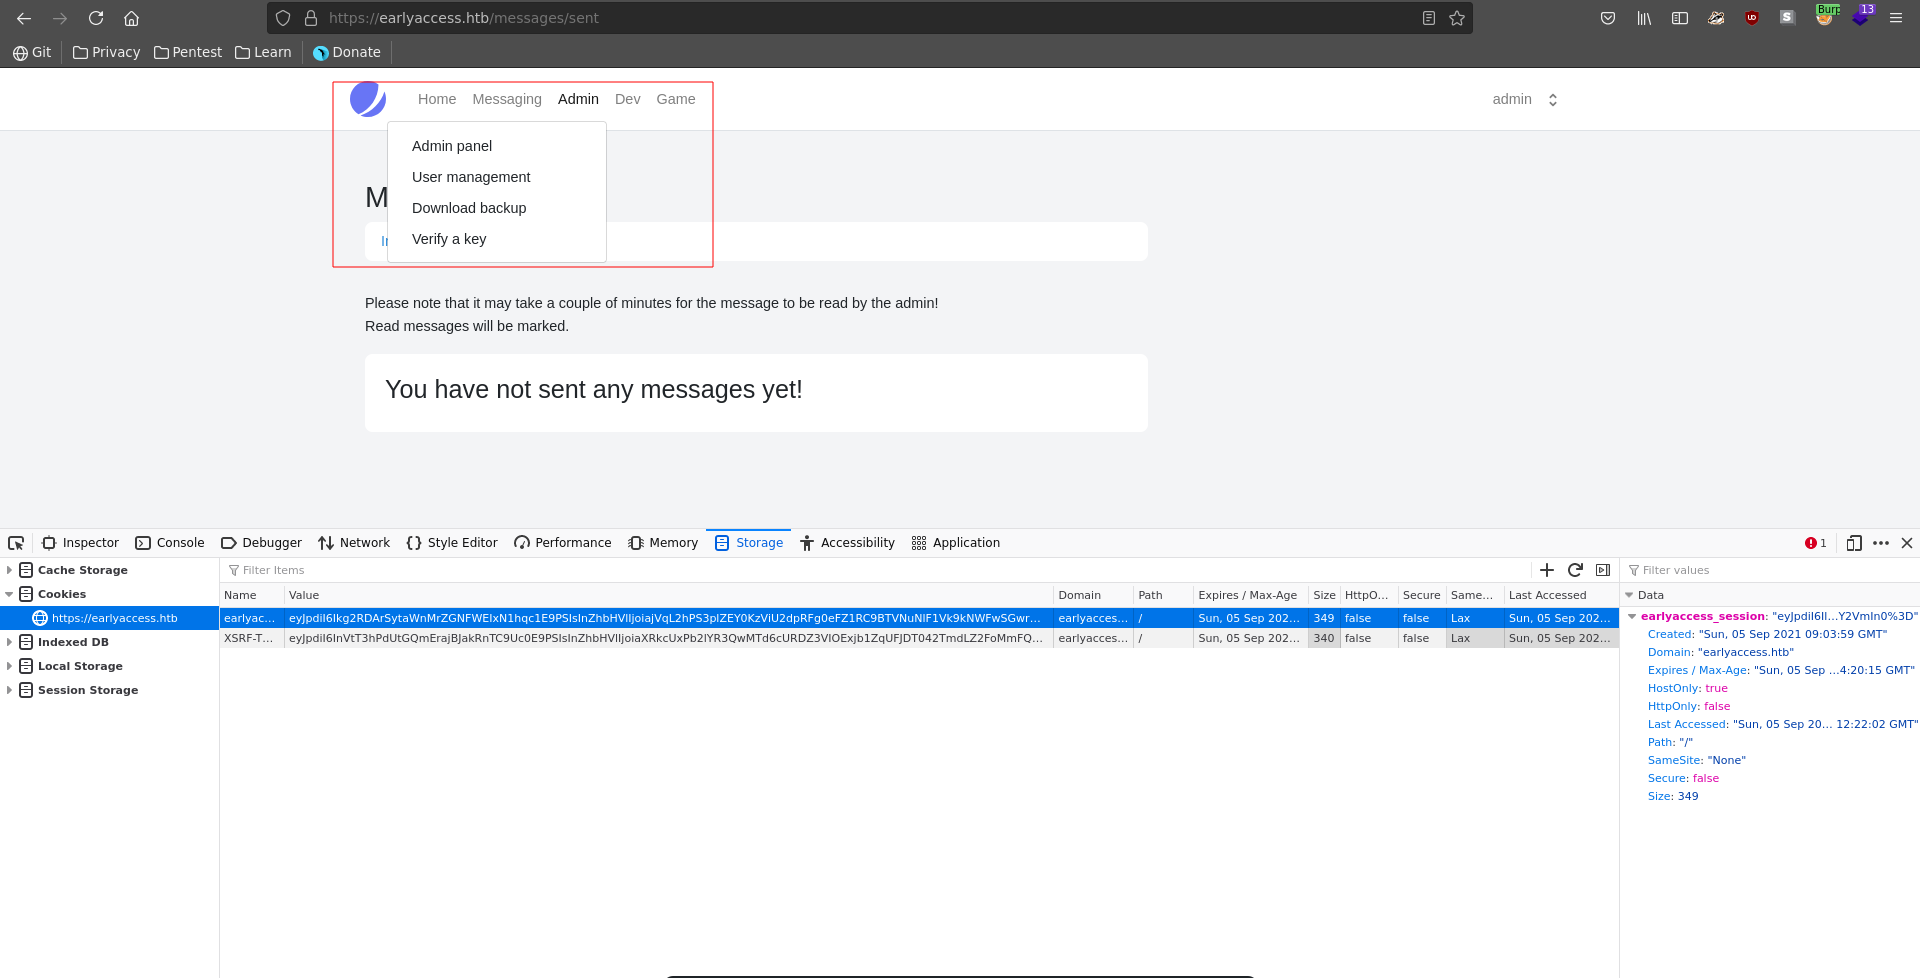 https://earlyaccess.htb/messages/sent
Burp
13
Git
Privacy
Pentest
Learn
Donate
Home Messaging Admin Dev Game
admin
Admin panel
User management
Download backup
Verify a key
M
Please note that it may take a couple of minutes for the message to be read by the admin!
Read messages will be marked.
You have not sent any messages yet!
Inspector Console Debugger Network Style Editor Performance Memory Storage Accessibility Application
1
Cache Storage
Cookies
https://earlyaccess.htb
Indexed DB
Local Storage
Session Storage
Filter Items
Name Value Domain Path Expires / Max-Age Size HttpO... Secure Same... Last Accessed
earlyac... earlyacces... / Sun, 05 Sep 202... 349 false false Lax Sun, 05 Sep 202...
XSRF-T... earlyacces... / Sun, 05 Sep 202... 340 false false Lax Sun, 05 Sep 202...
Filter values
Data
earlyaccess_session: "eyJpdiI6Il...Y2VmIn0%3D"
Created: "Sun, 05 Sep 2021 09:03:59 GMT"
Domain: "earlyaccess.htb"
Expires / Max-Age: "Sun, 05 Sep ...4:20:15 GMT"
HostOnly: true
HttpOnly: false
Last Accessed: "Sun, 05 Sep 20... 12:22:02 GMT"
Path: "/"
SameSite: "None"
Secure: false
Size: 349